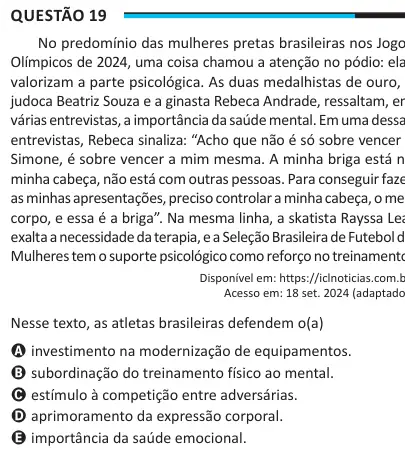 QUESTÃO 19
No predomínio das mulheres pretas brasileiras nos Jogo
Olímpicos de 2024, uma coisa chamou a atenção no pódio: ela
valorizam a parte psicológica. As duas medalhistas de ouro,
judoca Beatriz Souza e a ginasta Rebeca Andrade, ressaltam, e
várias entrevistas, a importância da saúde mental. Em uma dessa
entrevistas, Rebeca sinaliza: “Acho que não é só sobre vencer
Simone, é sobre vencer a mim mesma. A minha briga está n
minha cabeça, não está com outras pessoas. Para conseguir faze
as minhas apresentações, preciso controlar a minha cabeça, o me
corpo, e essa é a briga”. Na mesma linha, a skatista Rayssa Lea
exalta a necessidade da terapia, e a Seleção Brasileira de Futebol d
Mulheres tem o suporte psicológico como reforço no treinamento
Disponível em: https://iclnoticias.com.b
Acesso em: 18 set. 2024 (adaptado
Nesse texto, as atletas brasileiras defendem o(a)
A investimento na modernização de equipamentos.
B subordinação do treinamento físico ao mental.
C estímulo à competição entre adversárias.
D aprimoramento da expressão corporal.
E importância da saúde emocional.